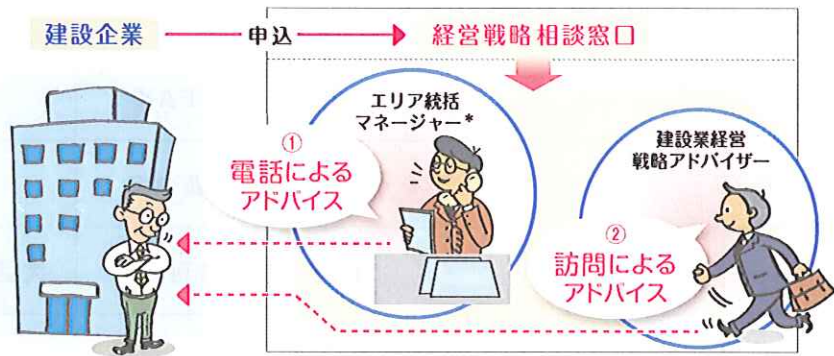 建設企業
申込
経営戦略相談窓口
エリア統括
マネージャー*
①
電話による
アドバイス
建設業経営
戦略アドバイザー
②
訪問による
アドバイス